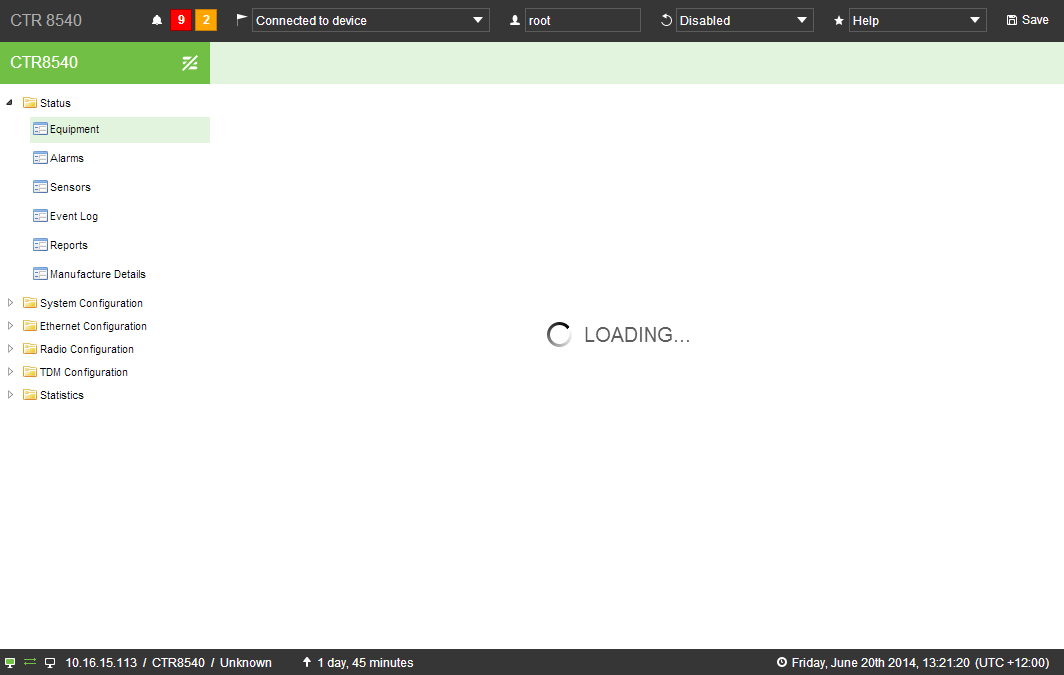 CTR 8540 9 2 Connected to device root Disabled Help Save
CTR8540
Status
Equipment
Alarms
Sensors
Event Log
Reports
Manufacture Details
System Configuration
Ethernet Configuration
Radio Configuration
TDM Configuration
Statistics
LOADING...
10.16.15.113 / CTR8540 / Unknown 1 day, 45 minutes Friday, June 20th 2014, 13:21:20 (UTC +12:00)